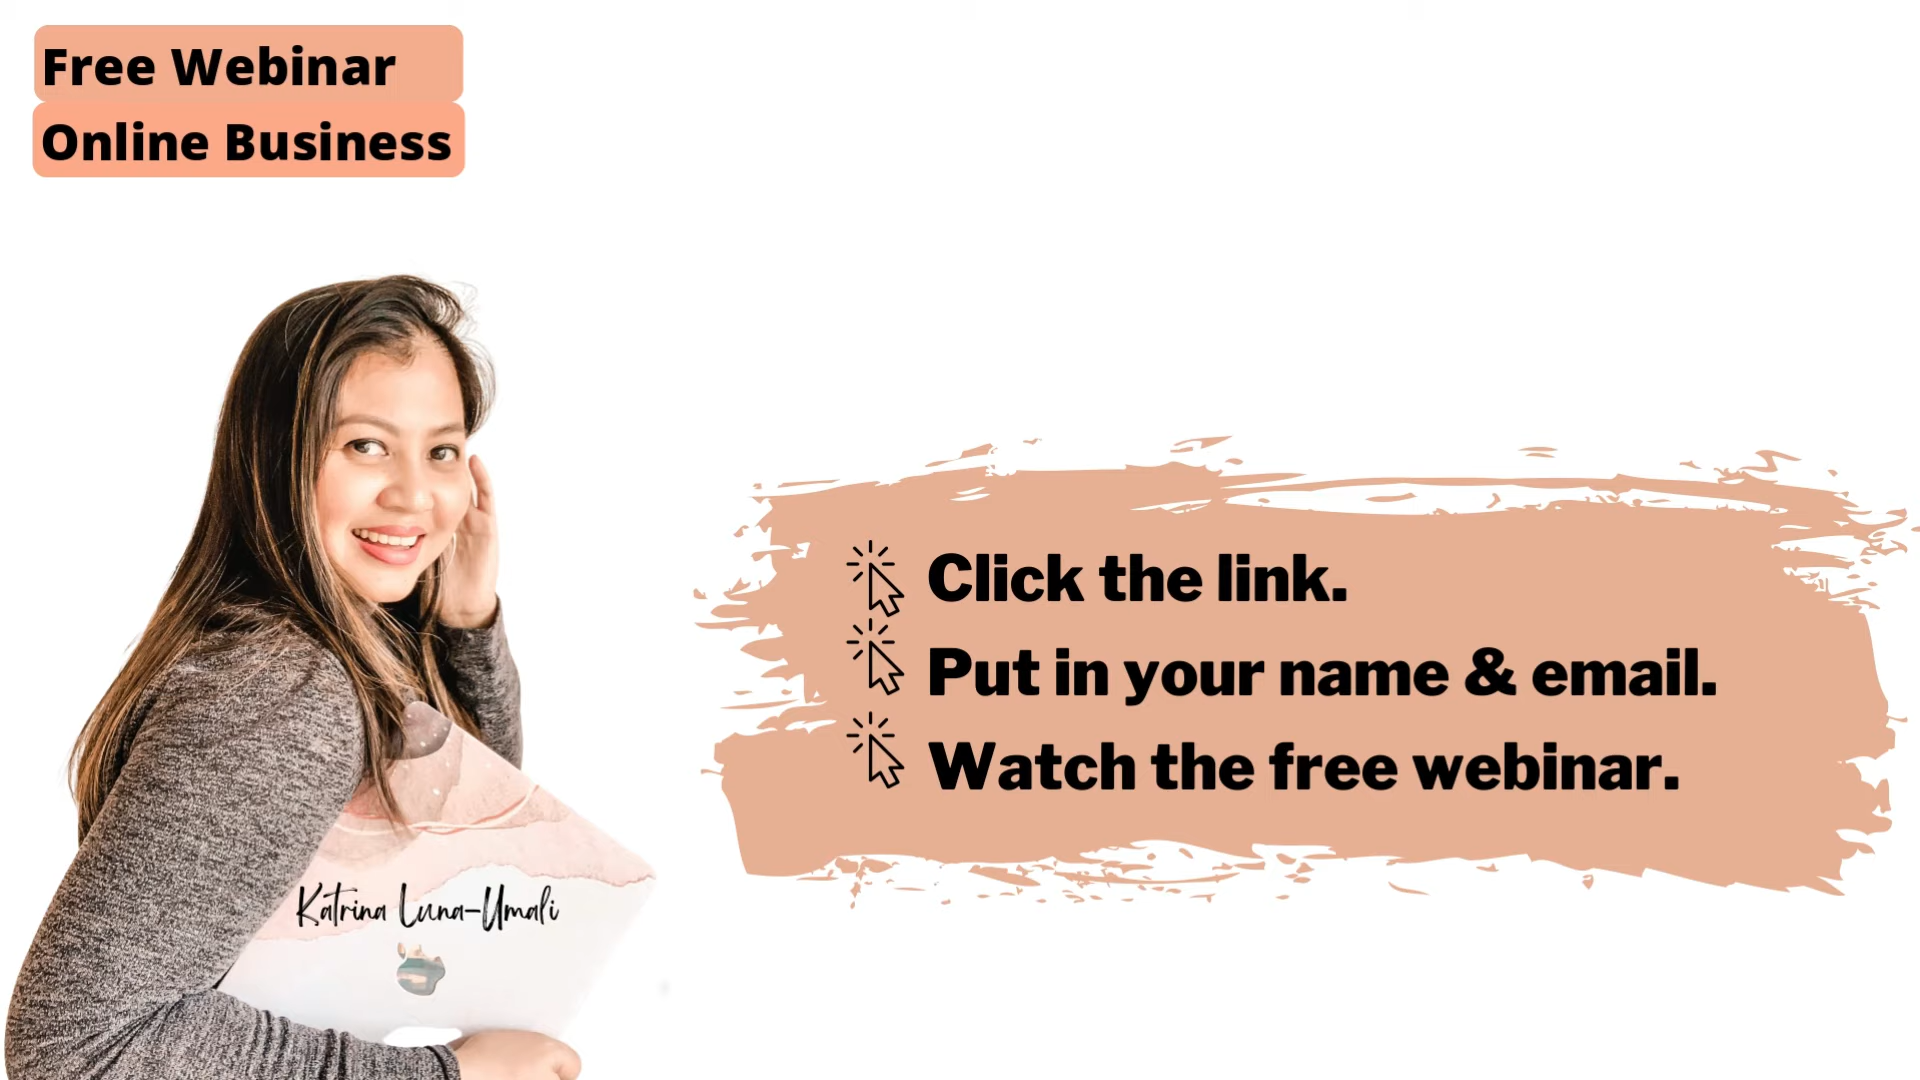 Free Webinar
Online Business
Click the link.
Put in your name & email.
Watch the free webinar.
Katrina Luna-Umali